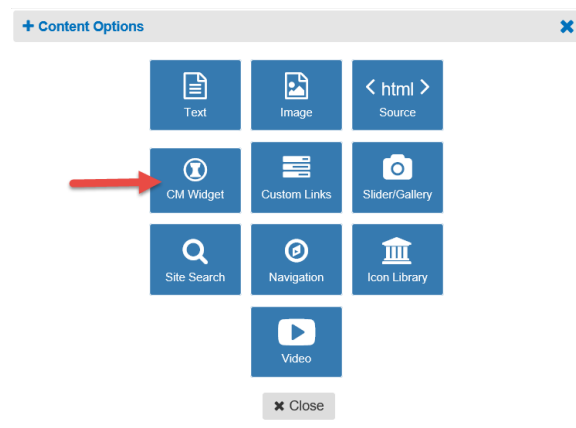 + Content Options
Text
Image
< html >
Source
CM Widget
Custom Links
Slider/Gallery
Site Search
Navigation
Icon Library
Video
✖ Close